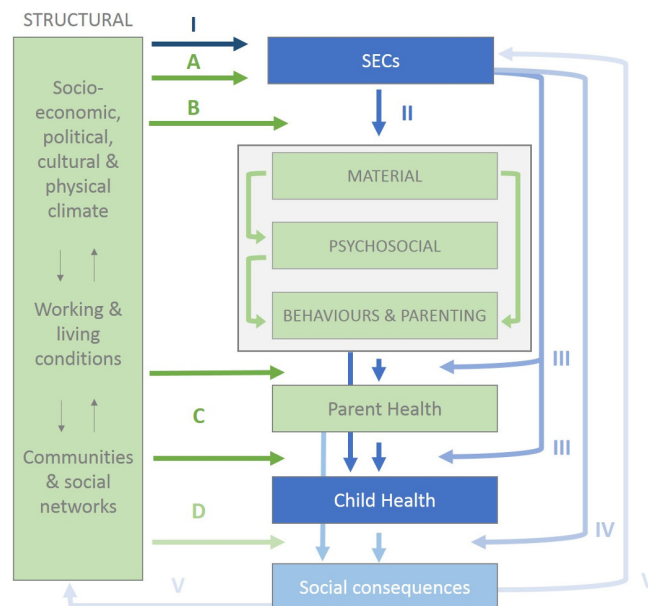 STRUCTURAL
I
A
B
Socio-
economic,
political,
cultural &
physical
climate
Working &
living
conditions
Communities
& social
networks
SECs
II
MATERIAL
PSYCHOSOCIAL
BEHAVIOURS & PARENTING
III
Parent Health
C
III
Child Health
D
IV
Social consequences
V
V